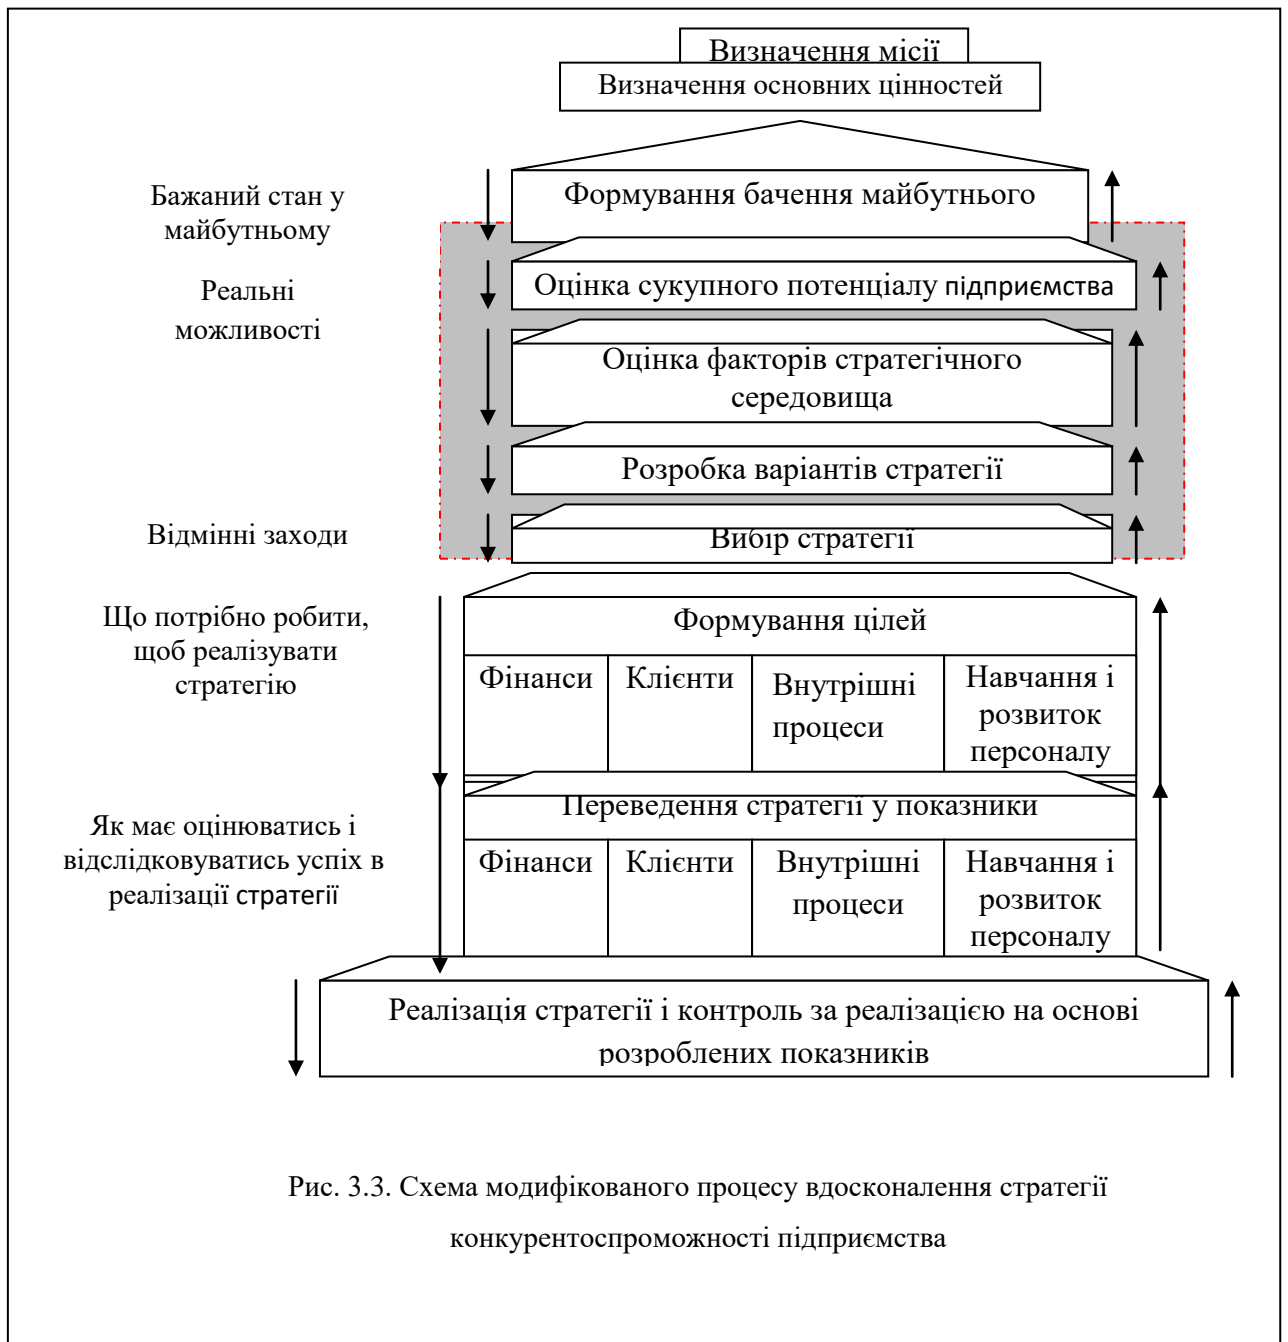 Визначення місії
Визначення основних цінностей
Бажаний стан у
майбутньому
Формування бачення майбутнього
Реальні
можливості
Оцінка сукупного потенціалу підприємства
Оцінка факторів стратегічного
середовища
Розробка варіантів стратегії
Відмінні заходи
Вибір стратегії
Що потрібно робити,
щоб реалізувати
стратегію
Формування цілей
Фінанси
Клієнти
Внутрішні
процеси
Навчання і
розвиток
персоналу
Як має оцінюватись і
відслідковуватись успіх в
реалізації стратегії
Переведення стратегії у показники
Фінанси
Клієнти
Внутрішні
процеси
Навчання і
розвиток
персоналу
Реалізація стратегії і контроль за реалізацією на основі
розроблених показників
Рис. 3.3. Схема модифікованого процесу вдосконалення стратегії
конкурентоспроможності підприємства